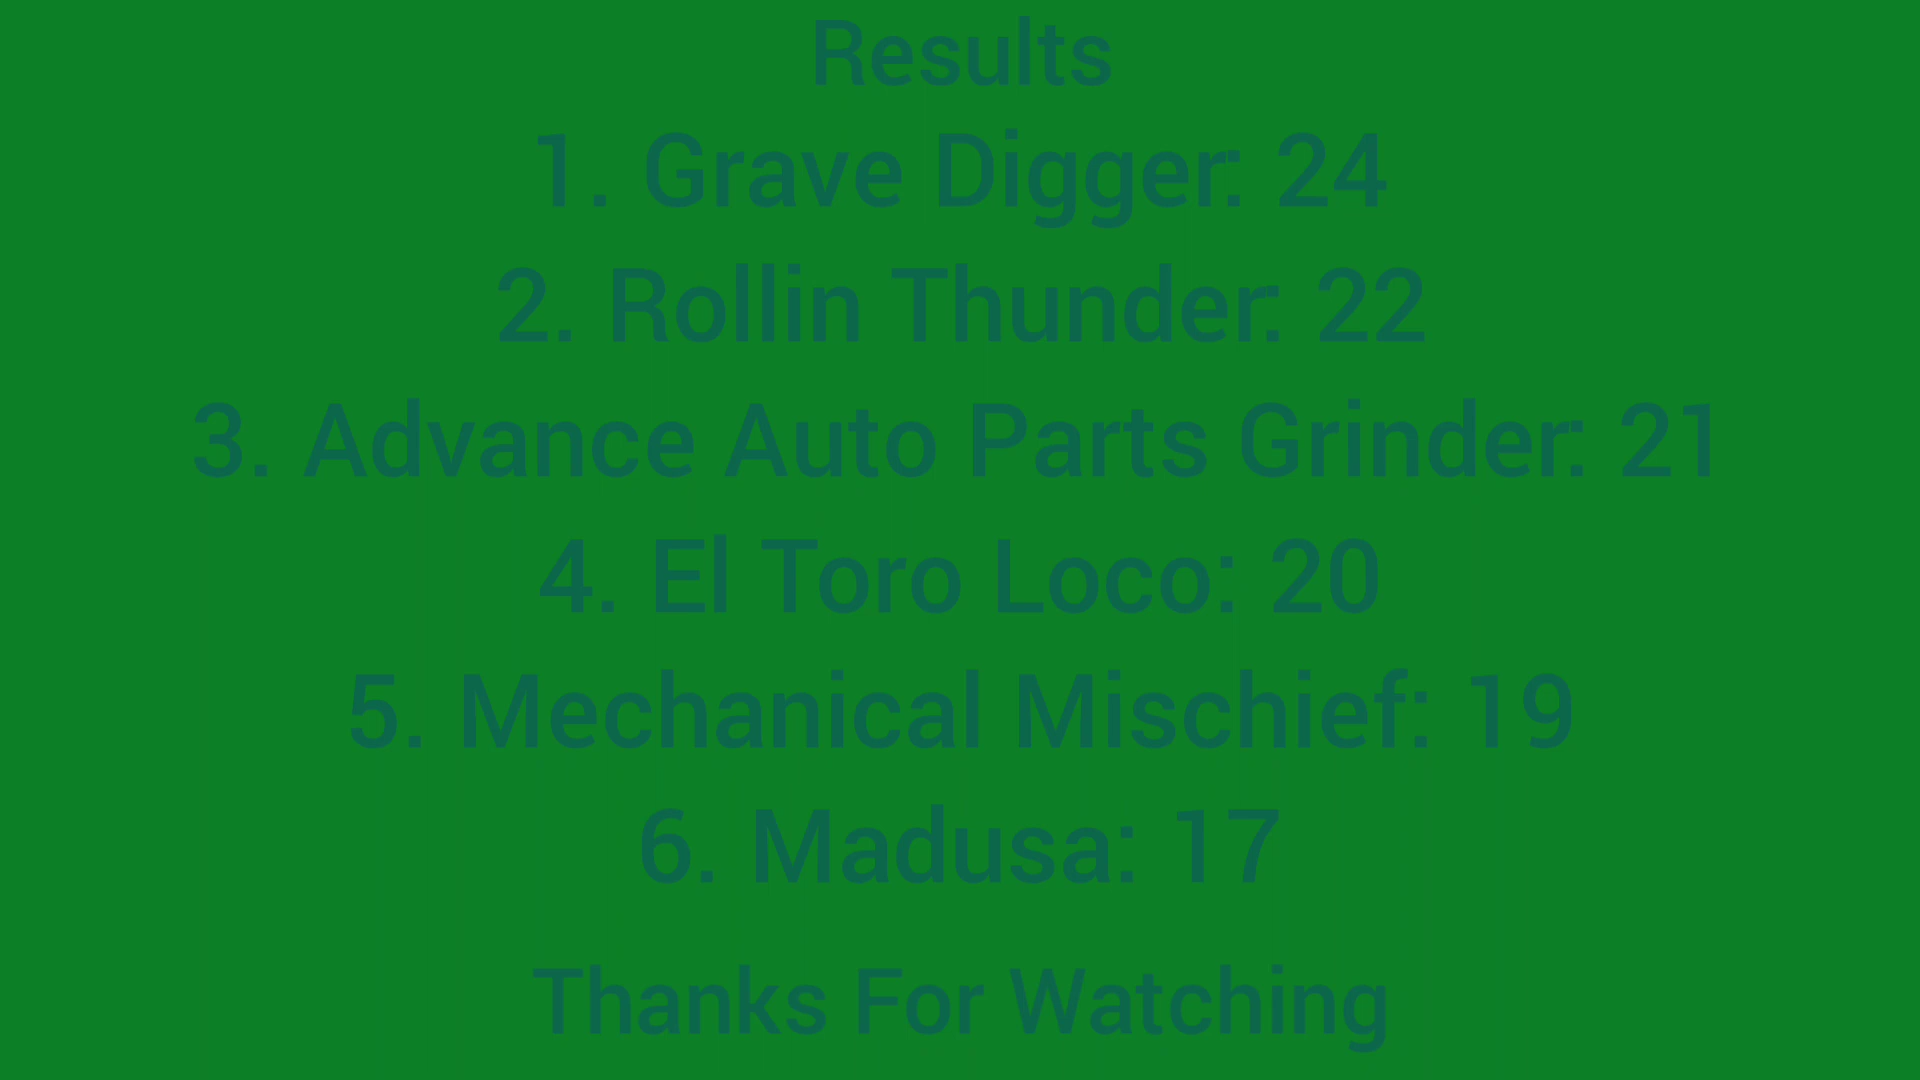 Results
1. Grave Digger: 24
2. Rollin Thunder: 22
3. Advance Auto Parts Grinder: 21
4. El Toro Loco: 20
5. Mechanical Mischief: 19
6. Madusa: 17
Thanks For Watching